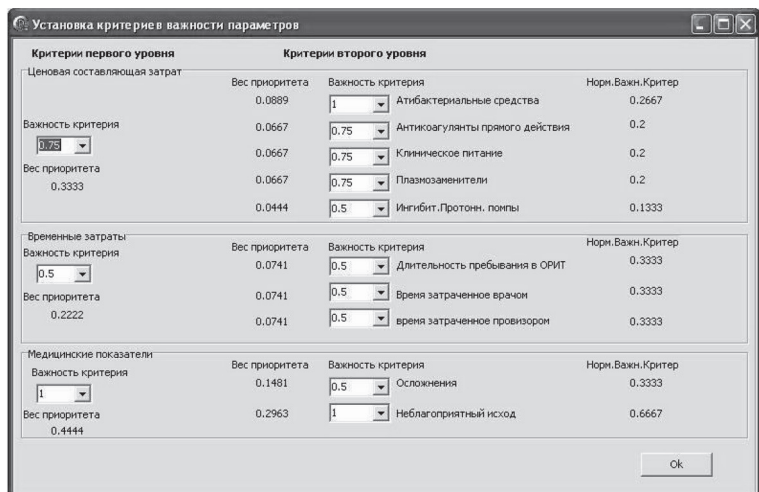 Установка критериев важности параметров
Критерии первого уровня Критерии второго уровня
Ценовая составляющая затрат
Вес приоритета Важность критерия Норм.Важн.Критер
0.0889 1 Атибактериальные средства 0.2667
Важность критерия 0.0667 0.75 Антикоагулянты прямого действия 0.2
0.75 0.0667 0.75 Клиническое питание 0.2
Вес приоритета
0.3333 0.0667 0.75 Плазмозаменители 0.2
0.0444 0.5 Ингибит.Протонн. помпы 0.1333
Временные затраты
Важность критерия Вес приоритета Важность критерия Норм.Важн.Критер
0.5 0.0741 0.5 Длительность пребывания в ОРИТ 0.3333
Вес приоритета 0.0741 0.5 Время затраченное врачом 0.3333
0.2222 0.0741 0.5 время затраченное провизором 0.3333
Медицинские показатели
Важность критерия Вес приоритета Важность критерия Норм.Важн.Критер
1 0.1481 0.5 Осложнения 0.3333
Вес приоритета 0.2963 1 Неблагоприятный исход 0.6667
0.4444
Ok